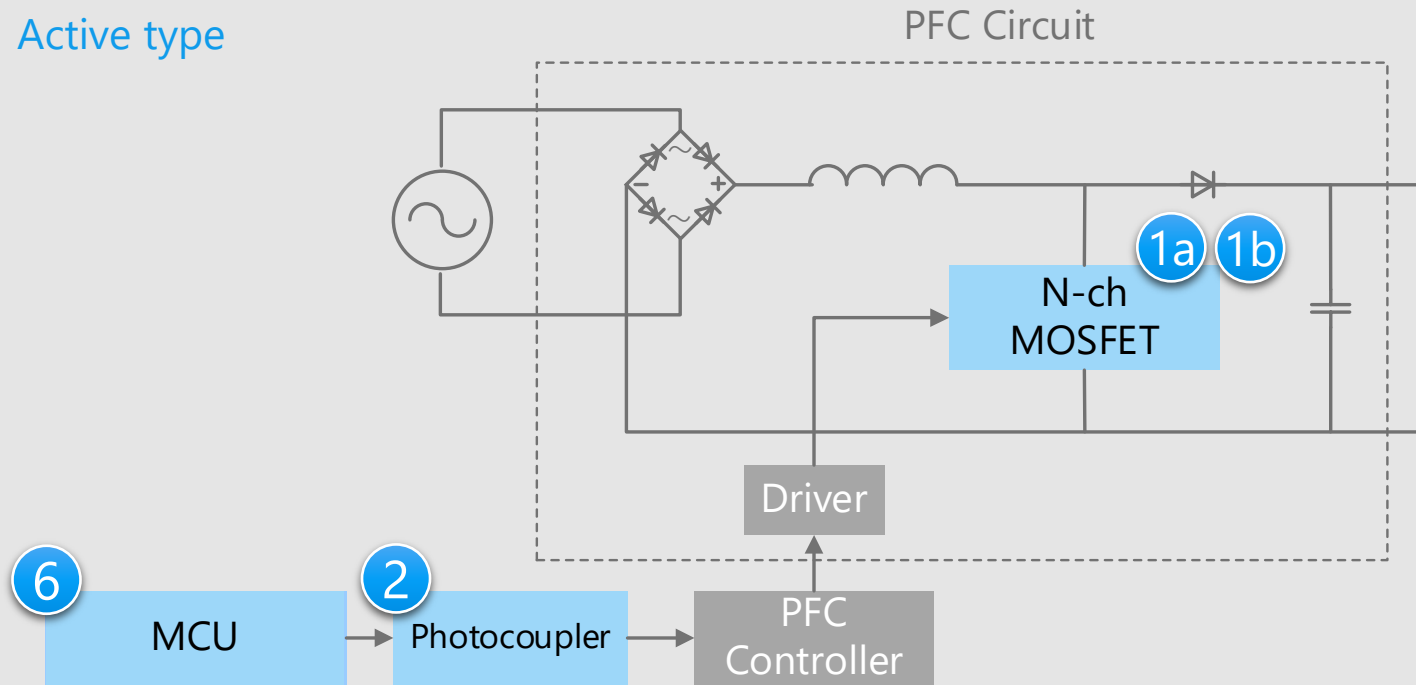 Active type
PFC Circuit
1a
1b
N-ch
MOSFET
Driver
6
MCU
2
Photocoupler
PFC
Controller